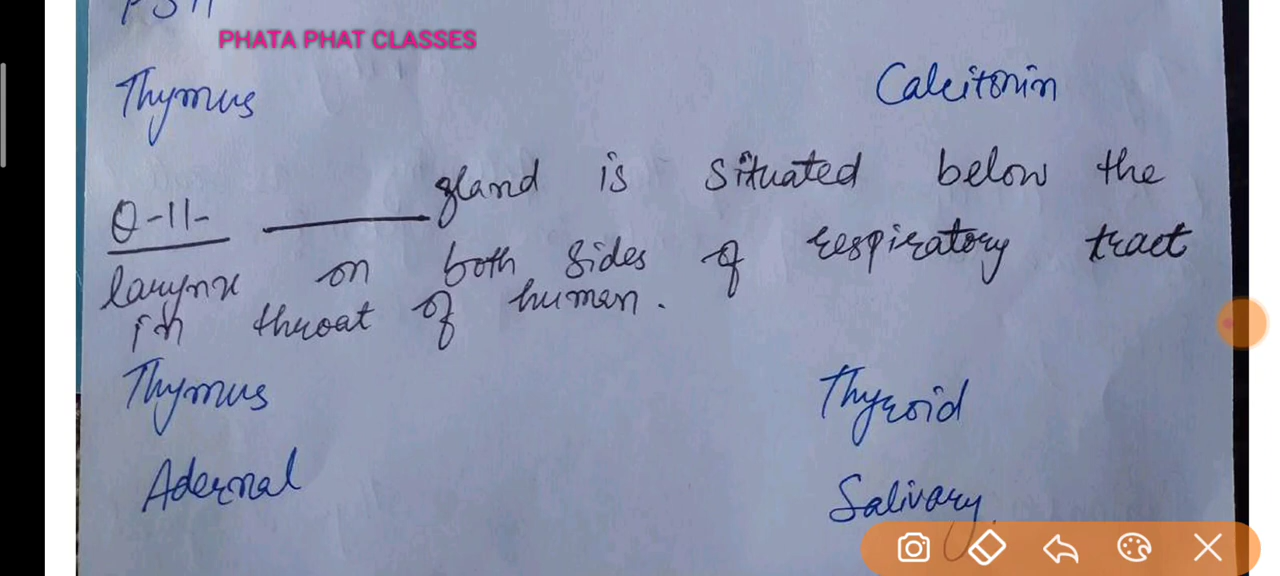 PHATA PHAT CLASSES
Thymus Calcitonin
Q-11- ______ gland is situated below the
larynx on both sides of respiratory tract
in throat of human.
Thymus Thyroid
Adernal Salivary